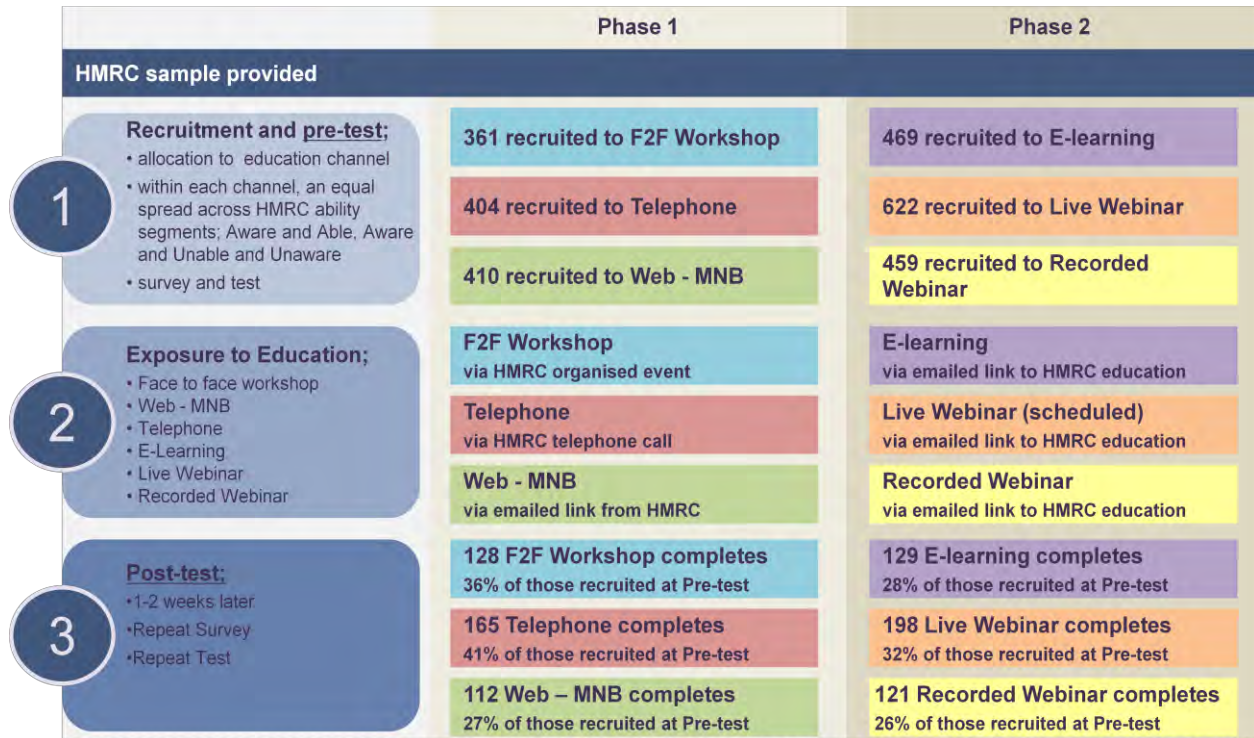 Phase 1
Phase 2
HMRC sample provided
1
Recruitment and pre-test;
• allocation to education channel
• within each channel, an equal
spread across HMRC ability
segments; Aware and Able, Aware
and Unable and Unaware
• survey and test
361 recruited to F2F Workshop
404 recruited to Telephone
410 recruited to Web - MNB
469 recruited to E-learning
622 recruited to Live Webinar
459 recruited to Recorded
Webinar
2
Exposure to Education;
• Face to face workshop
• Web - MNB
• Telephone
• E-Learning
• Live Webinar
• Recorded Webinar
F2F Workshop
via HMRC organised event
Telephone
via HMRC telephone call
Web - MNB
via emailed link from HMRC
E-learning
via emailed link to HMRC education
Live Webinar (scheduled)
via emailed link to HMRC education
Recorded Webinar
via emailed link to HMRC education
3
Post-test;
•1-2 weeks later
•Repeat Survey
•Repeat Test
128 F2F Workshop completes
36% of those recruited at Pre-test
165 Telephone completes
41% of those recruited at Pre-test
112 Web – MNB completes
27% of those recruited at Pre-test
129 E-learning completes
28% of those recruited at Pre-test
198 Live Webinar completes
32% of those recruited at Pre-test
121 Recorded Webinar completes
26% of those recruited at Pre-test